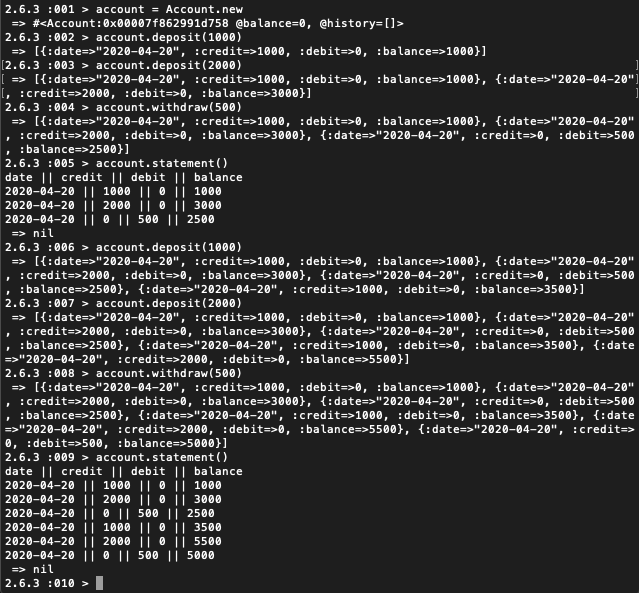 2.6.3 :001 > account = Account.new
 => #<Account:0x00007f862991d758 @balance=0, @history=[]>
2.6.3 :002 > account.deposit(1000)
 => [{:date=>"2020-04-20", :credit=>1000, :debit=>0, :balance=>1000}]
2.6.3 :003 > account.deposit(2000)
 => [{:date=>"2020-04-20", :credit=>1000, :debit=>0, :balance=>1000}, {:date=>"2020-04-20"
, :credit=>2000, :debit=>0, :balance=>3000}]
2.6.3 :004 > account.withdraw(500)
 => [{:date=>"2020-04-20", :credit=>1000, :debit=>0, :balance=>1000}, {:date=>"2020-04-20"
, :credit=>2000, :debit=>0, :balance=>3000}, {:date=>"2020-04-20", :credit=>0, :debit=>500
, :balance=>2500}]
2.6.3 :005 > account.statement()
date || credit || debit || balance
2020-04-20 || 1000 || 0 || 1000
2020-04-20 || 2000 || 0 || 3000
2020-04-20 || 0 || 500 || 2500
 => nil
2.6.3 :006 > account.deposit(1000)
 => [{:date=>"2020-04-20", :credit=>1000, :debit=>0, :balance=>1000}, {:date=>"2020-04-20"
, :credit=>2000, :debit=>0, :balance=>3000}, {:date=>"2020-04-20", :credit=>0, :debit=>500
, :balance=>2500}, {:date=>"2020-04-20", :credit=>1000, :debit=>0, :balance=>3500}]
2.6.3 :007 > account.deposit(2000)
 => [{:date=>"2020-04-20", :credit=>1000, :debit=>0, :balance=>1000}, {:date=>"2020-04-20"
, :credit=>2000, :debit=>0, :balance=>3000}, {:date=>"2020-04-20", :credit=>0, :debit=>500
, :balance=>2500}, {:date=>"2020-04-20", :credit=>1000, :debit=>0, :balance=>3500}, {:date
=>"2020-04-20", :credit=>2000, :debit=>0, :balance=>5500}]
2.6.3 :008 > account.withdraw(500)
 => [{:date=>"2020-04-20", :credit=>1000, :debit=>0, :balance=>1000}, {:date=>"2020-04-20"
, :credit=>2000, :debit=>0, :balance=>3000}, {:date=>"2020-04-20", :credit=>0, :debit=>500
, :balance=>2500}, {:date=>"2020-04-20", :credit=>1000, :debit=>0, :balance=>3500}, {:date
=>"2020-04-20", :credit=>2000, :debit=>0, :balance=>5500}, {:date=>"2020-04-20", :credit=>
0, :debit=>500, :balance=>5000}]
2.6.3 :009 > account.statement()
date || credit || debit || balance
2020-04-20 || 1000 || 0 || 1000
2020-04-20 || 2000 || 0 || 3000
2020-04-20 || 0 || 500 || 2500
2020-04-20 || 1000 || 0 || 3500
2020-04-20 || 2000 || 0 || 5500
2020-04-20 || 0 || 500 || 5000
 => nil
2.6.3 :010 >